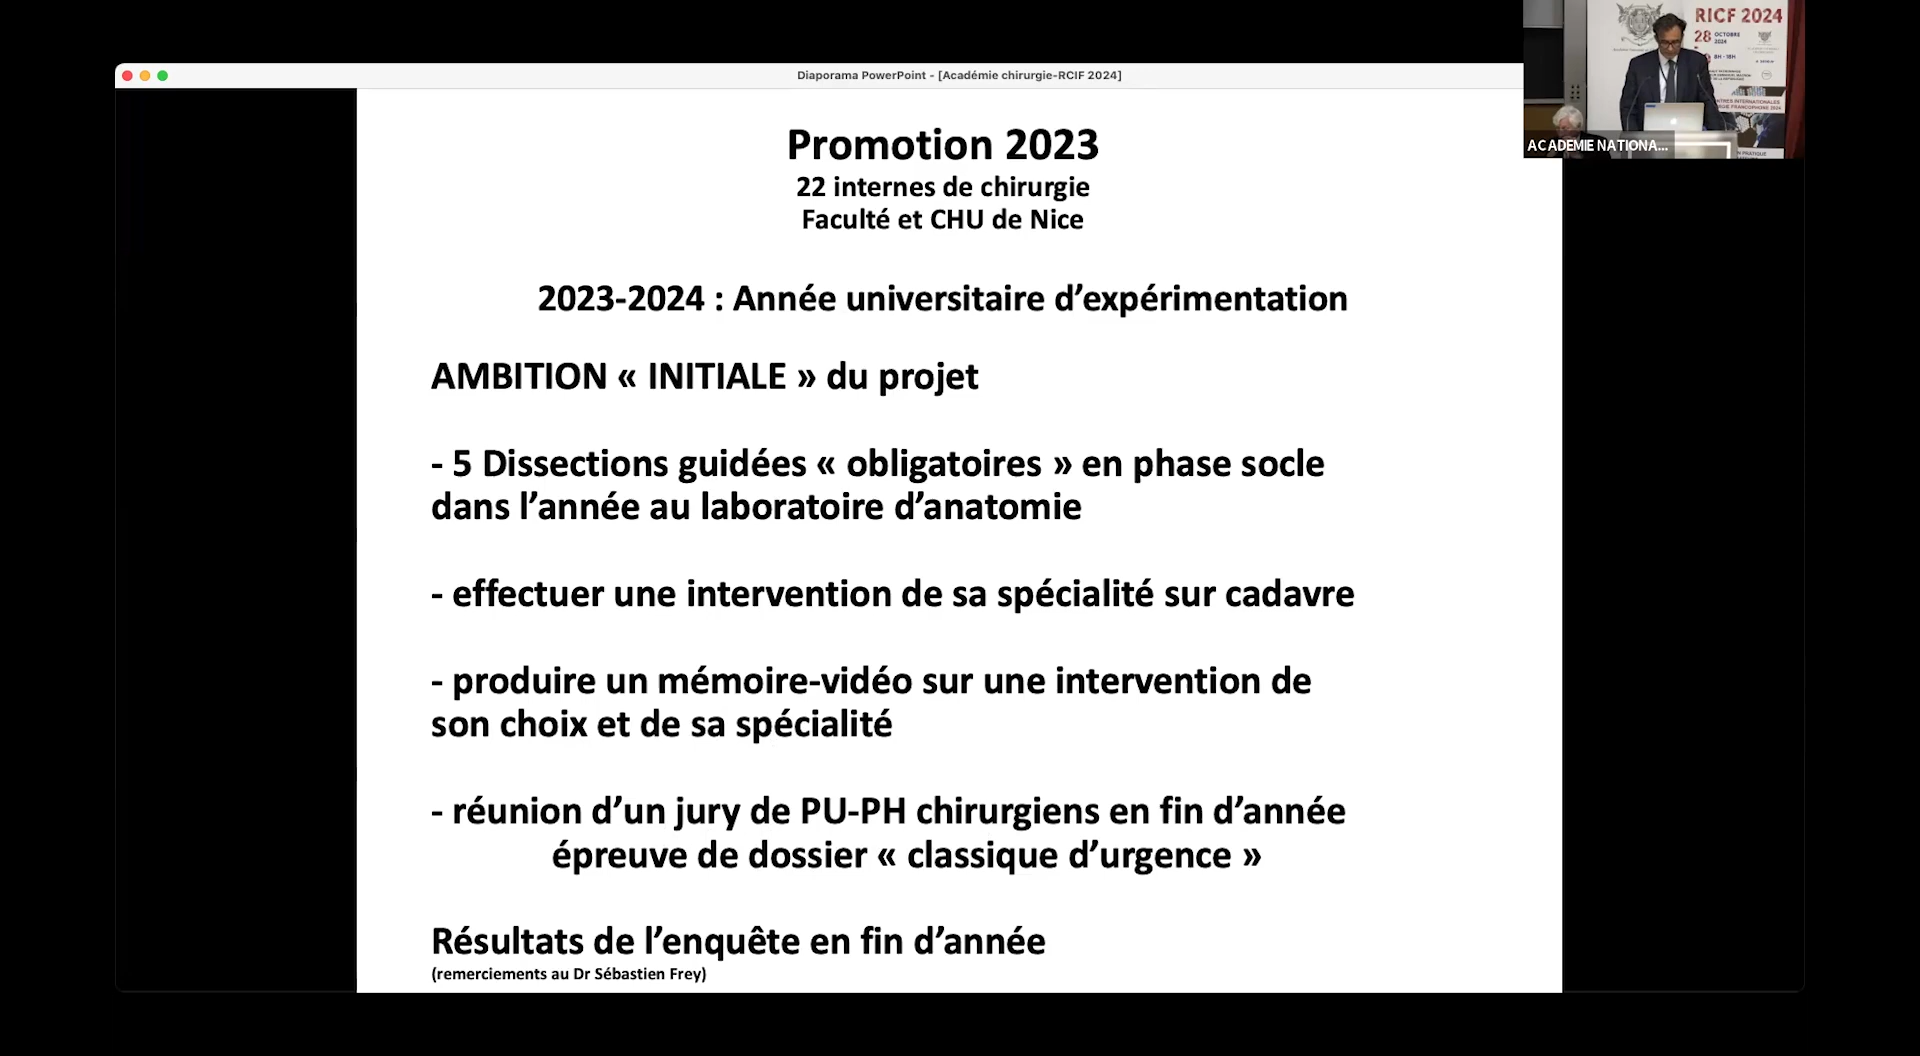 Diaporama PowerPoint - [Académie chirurgie-RCIF 2024]
Promotion 2023
22 internes de chirurgie
Faculté et CHU de Nice
2023-2024 : Année universitaire d’expérimentation
AMBITION « INITIALE » du projet
- 5 Dissections guidées « obligatoires » en phase socle
dans l’année au laboratoire d’anatomie
- effectuer une intervention de sa spécialité sur cadavre
- produire un mémoire-vidéo sur une intervention de
son choix et de sa spécialité
- réunion d’un jury de PU-PH chirurgiens en fin d’année
épreuve de dossier « classique d’urgence »
Résultats de l’enquête en fin d’année
(remerciements au Dr Sébastien Frey)
RICF 2024
28 OCTOBRE
2024
8H - 18H
ACADEMIE NATIONA...